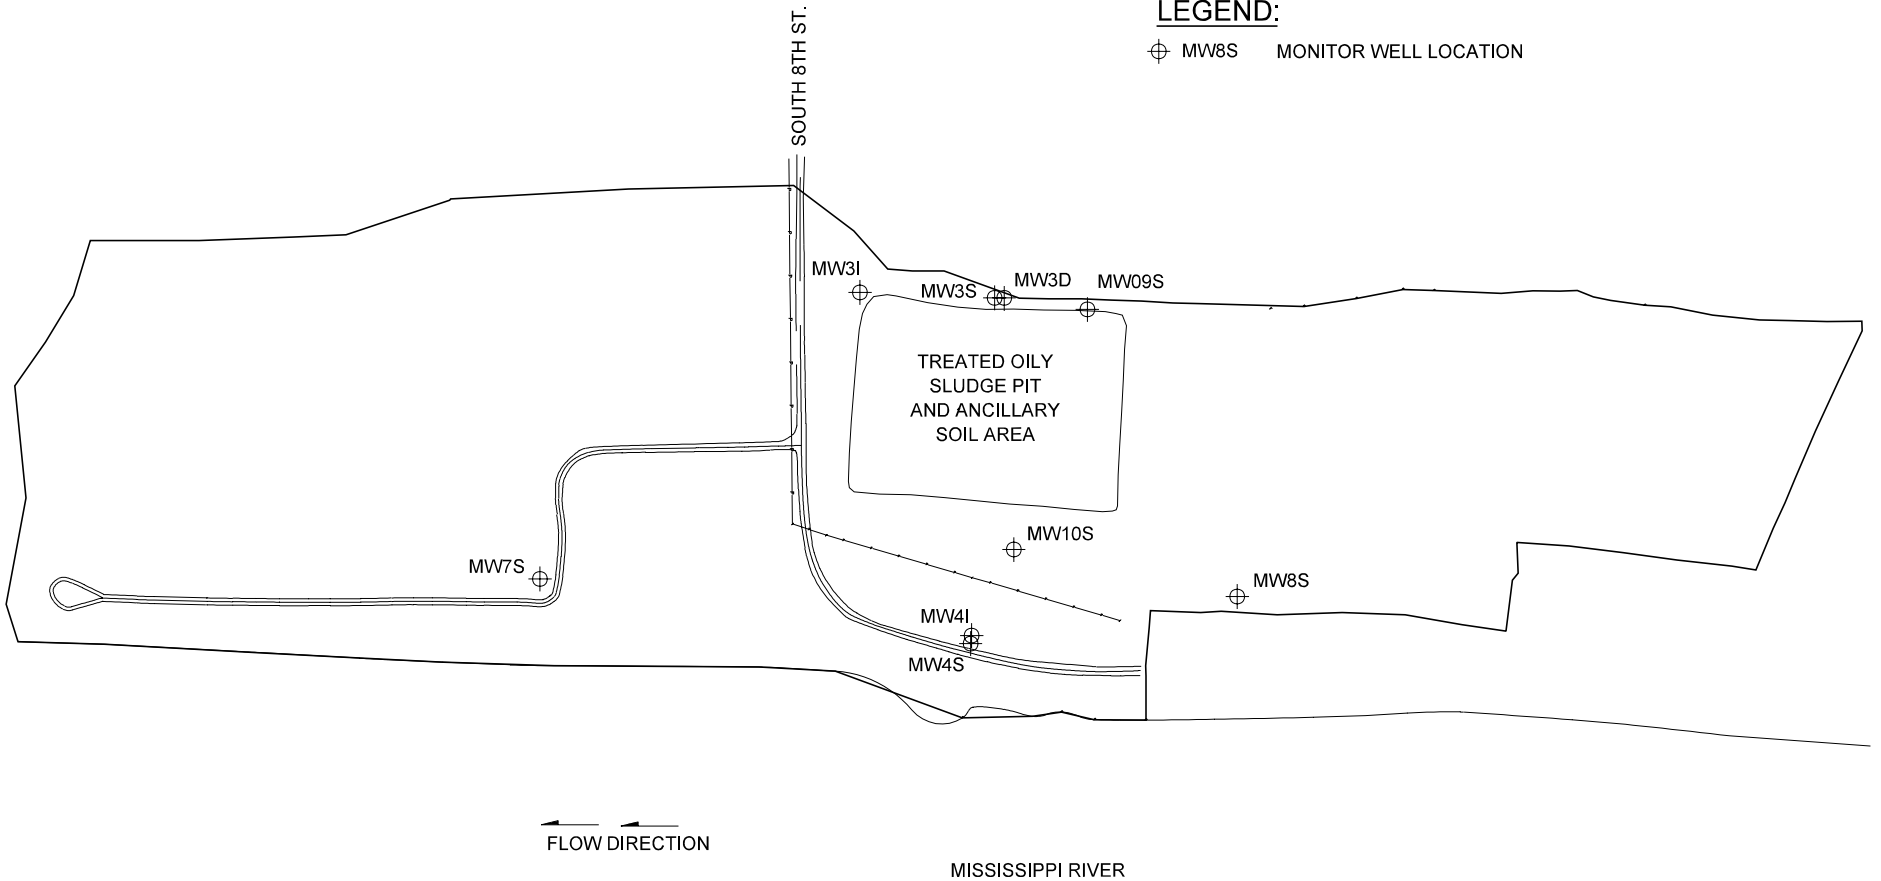 LEGEND:
MW8S MONITOR WELL LOCATION
SOUTH 8TH ST.
MW3I
MW3S
MW3D
MW09S
TREATED OILY
SLUDGE PIT
AND ANCILLARY
SOIL AREA
MW10S
MW7S
MW8S
MW4I
MW4S
FLOW DIRECTION
MISSISSIPPI RIVER